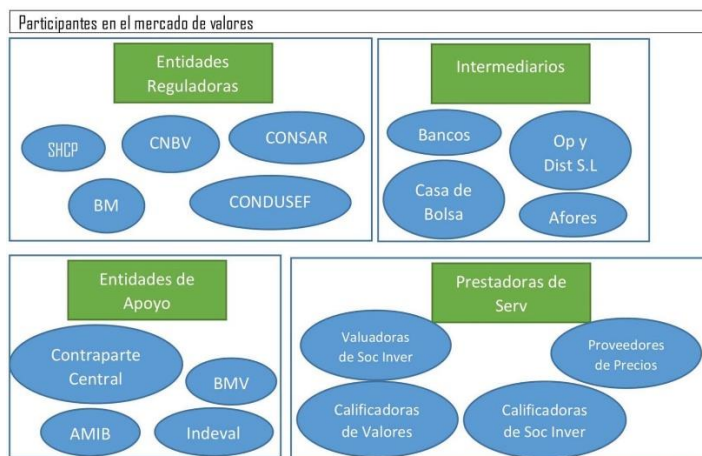 Participantes en el mercado de valores
Entidades
Reguladoras
SHCP
CNBV
CONSAR
BM
CONDUSEF
Intermediarios
Bancos
Op y
Dist S.L
Casa de
Bolsa
Afores
Entidades de
Apoyo
Contraparte
Central
BMV
AMIB
Indeval
Prestadoras de
Serv
Valuadoras
de Soc Inver
Proveedores
de Precios
Calificadoras
de Valores
Calificadoras
de Soc Inver